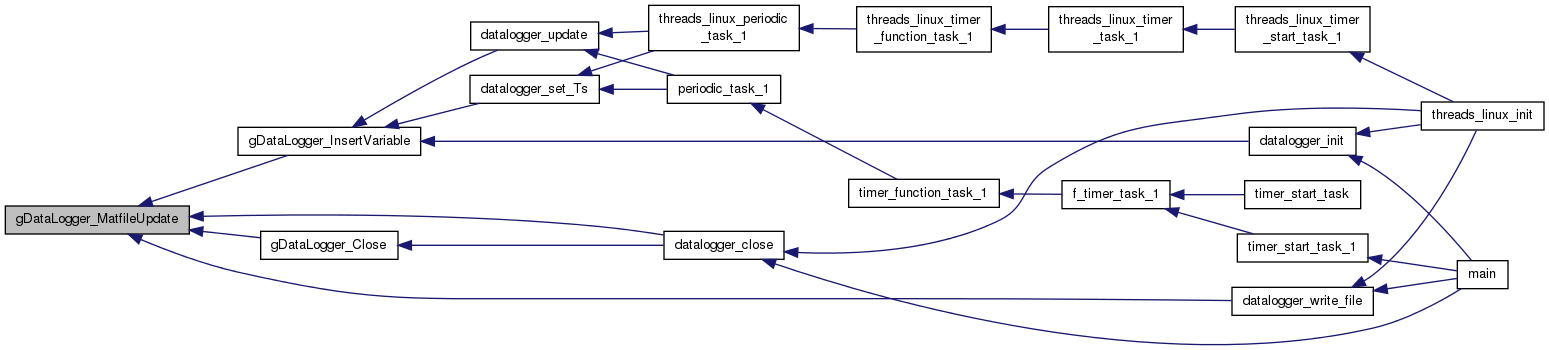 threads_linux_periodic
_task_1
threads_linux_timer
_function_task_1
threads_linux_timer
_task_1
threads_linux_timer
_start_task_1
datalogger_update
datalogger_set_Ts
periodic_task_1
threads_linux_init
gDataLogger_InsertVariable
datalogger_init
timer_function_task_1
f_timer_task_1
timer_start_task
gDataLogger_MatfileUpdate
gDataLogger_Close
datalogger_close
timer_start_task_1
main
datalogger_write_file